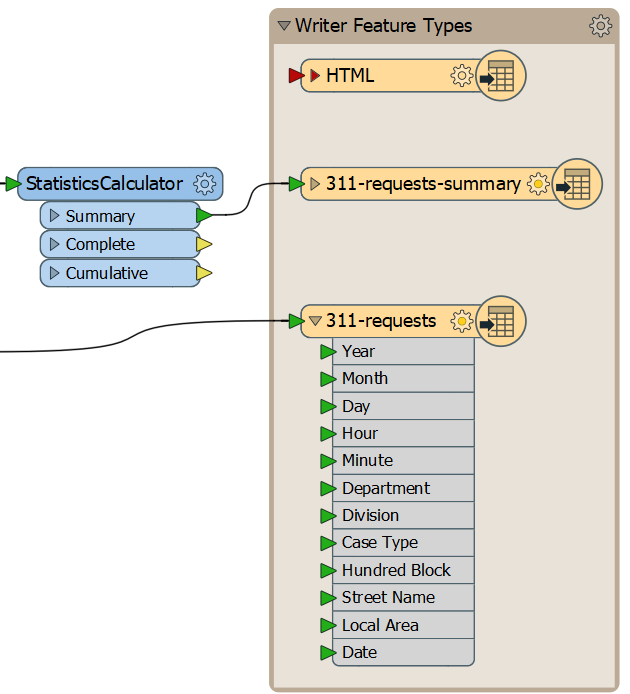 Writer Feature Types
HTML
StatisticsCalculator
Summary
Complete
Cumulative
311-requests-summary
311-requests
Year
Month
Day
Hour
Minute
Department
Division
Case Type
Hundred Block
Street Name
Local Area
Date